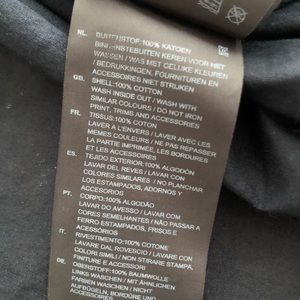 NL.
BUITENSTOF:100% KATOEN
BINNENSTEBUITEN KEREN VOOR HET
WASSEN / WAS MET GELIJKE KLEUREN
/ BEDRUKKINGEN, FOURNITUREN EN
ACCESSOIRES NIET STRIJKEN
GB.
SHELL:100% COTTON
WASH INSIDE OUT / WASH WITH
SIMILAR COLOURS / DO NOT IRON
PRINT, TRIMS AND ACCESSORIES
FR.
TISSUS:100% COTON
LAVER A L'ENVERS / LAVER AVEC LES
MEMES COULEURS / NE PAS REPASSER
LA PARTIE IMPRIMÉE, LES BORDURES
ET ACCESSOIRES
ES.
TEJIDO EXTERIOR:100% ALGODÓN
LAVAR DEL REVES / LAVAR CON
COLORES SIMILARES / NO PLANCHAR
LOS ESTAMPADOS, ADORNOS Y
ACCESORIOS
PT.
CORPO:100% ALGODÃO
LAVAR DO AVESSO / LAVAR COM
CORES SEMELHANTES / NÃO PASSAR A
FERRO ESTAMPADOS, FRISOS E
ACESSÓRIOS
IT.
RIVESTIMENTO:100% COTONE
LAVARE DAL ROVESCIO / LAVARE CON
COLORI SIMILI / NON STIRARE STAMPA,
FINITURE E ACCESSORI
DE.
OBERSTOFF:100% BAUMWOLLE
LINKS WASCHEN / MIT ÄHNLICHEN
FARBEN WASCHEN / NICHT
AUFBÜGELN, BORDÜRE UND